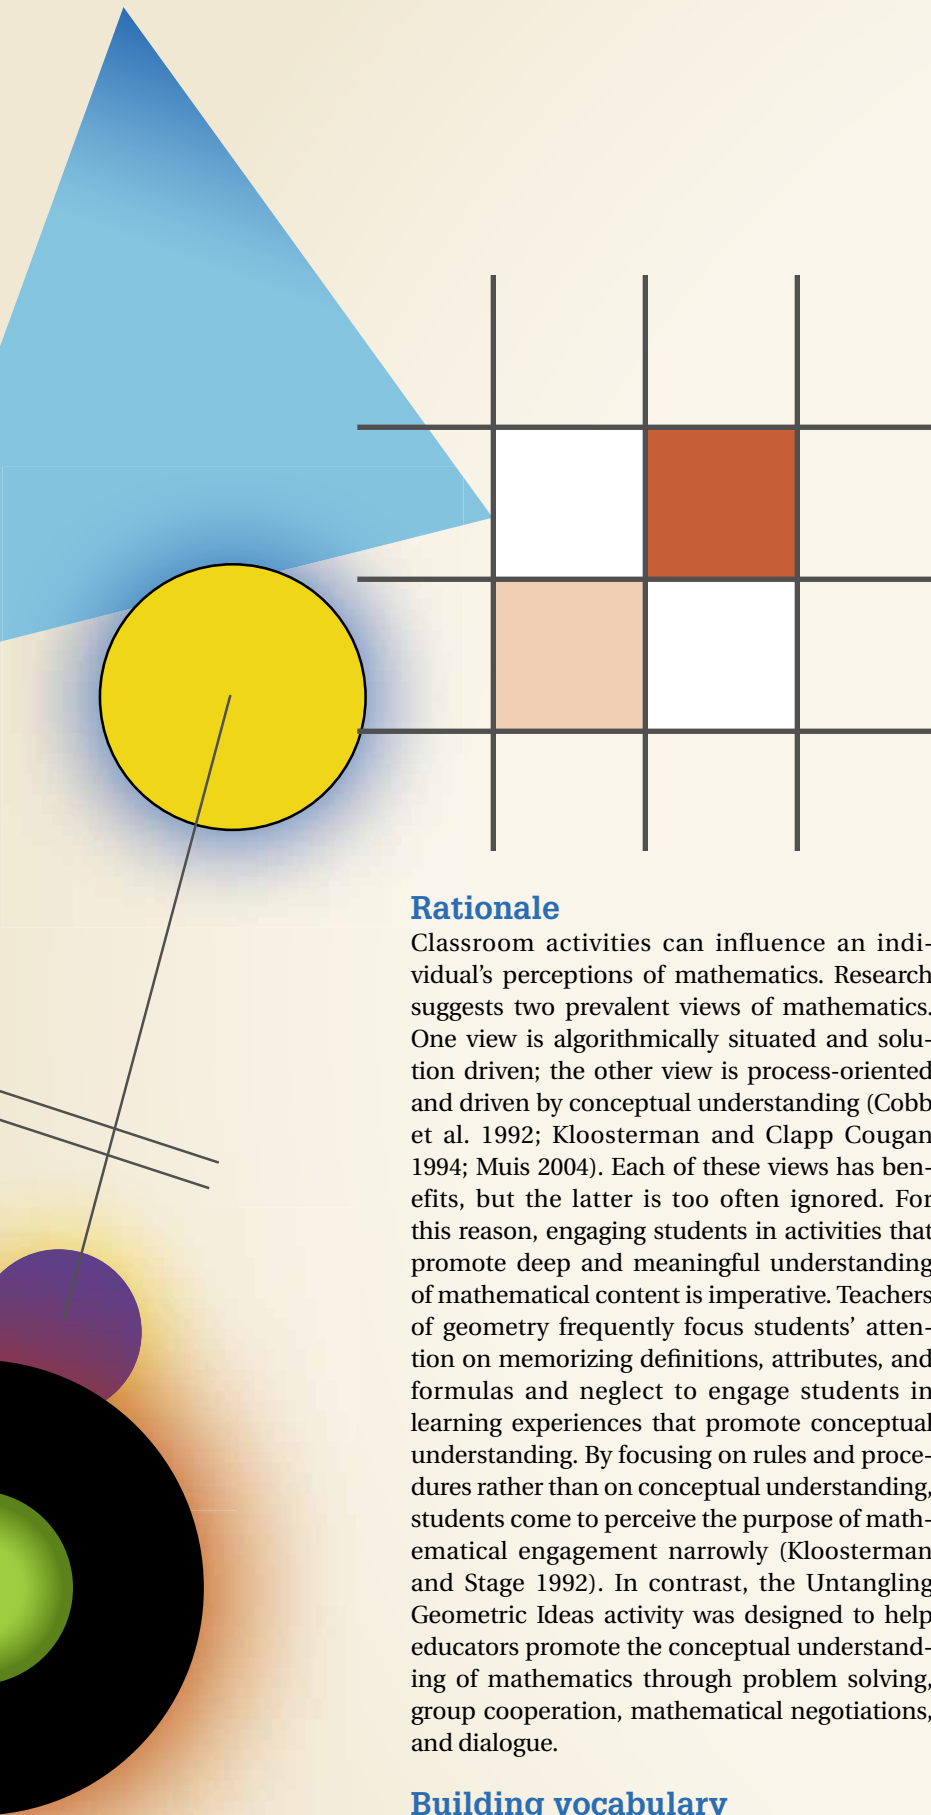 Rationale
Classroom activities can influence an indi-
vidual's perceptions of mathematics. Research
suggests two prevalent views of mathematics.
One view is algorithmically situated and solu-
tion driven; the other view is process-oriented
and driven by conceptual understanding (Cobb
et al. 1992; Kloosterman and Clapp Cougan
1994; Muis 2004). Each of these views has ben-
efits, but the latter is too often ignored. For
this reason, engaging students in activities that
promote deep and meaningful understanding
of mathematical content is imperative. Teachers
of geometry frequently focus students' atten-
tion on memorizing definitions, attributes, and
formulas and neglect to engage students in
learning experiences that promote conceptual
understanding. By focusing on rules and proce-
dures rather than on conceptual understanding,
students come to perceive the purpose of math-
ematical engagement narrowly (Kloosterman
and Stage 1992). In contrast, the Untangling
Geometric Ideas activity was designed to help
educators promote the conceptual understand-
ing of mathematics through problem solving,
group cooperation, mathematical negotiations,
and dialogue.
Building vocabulary